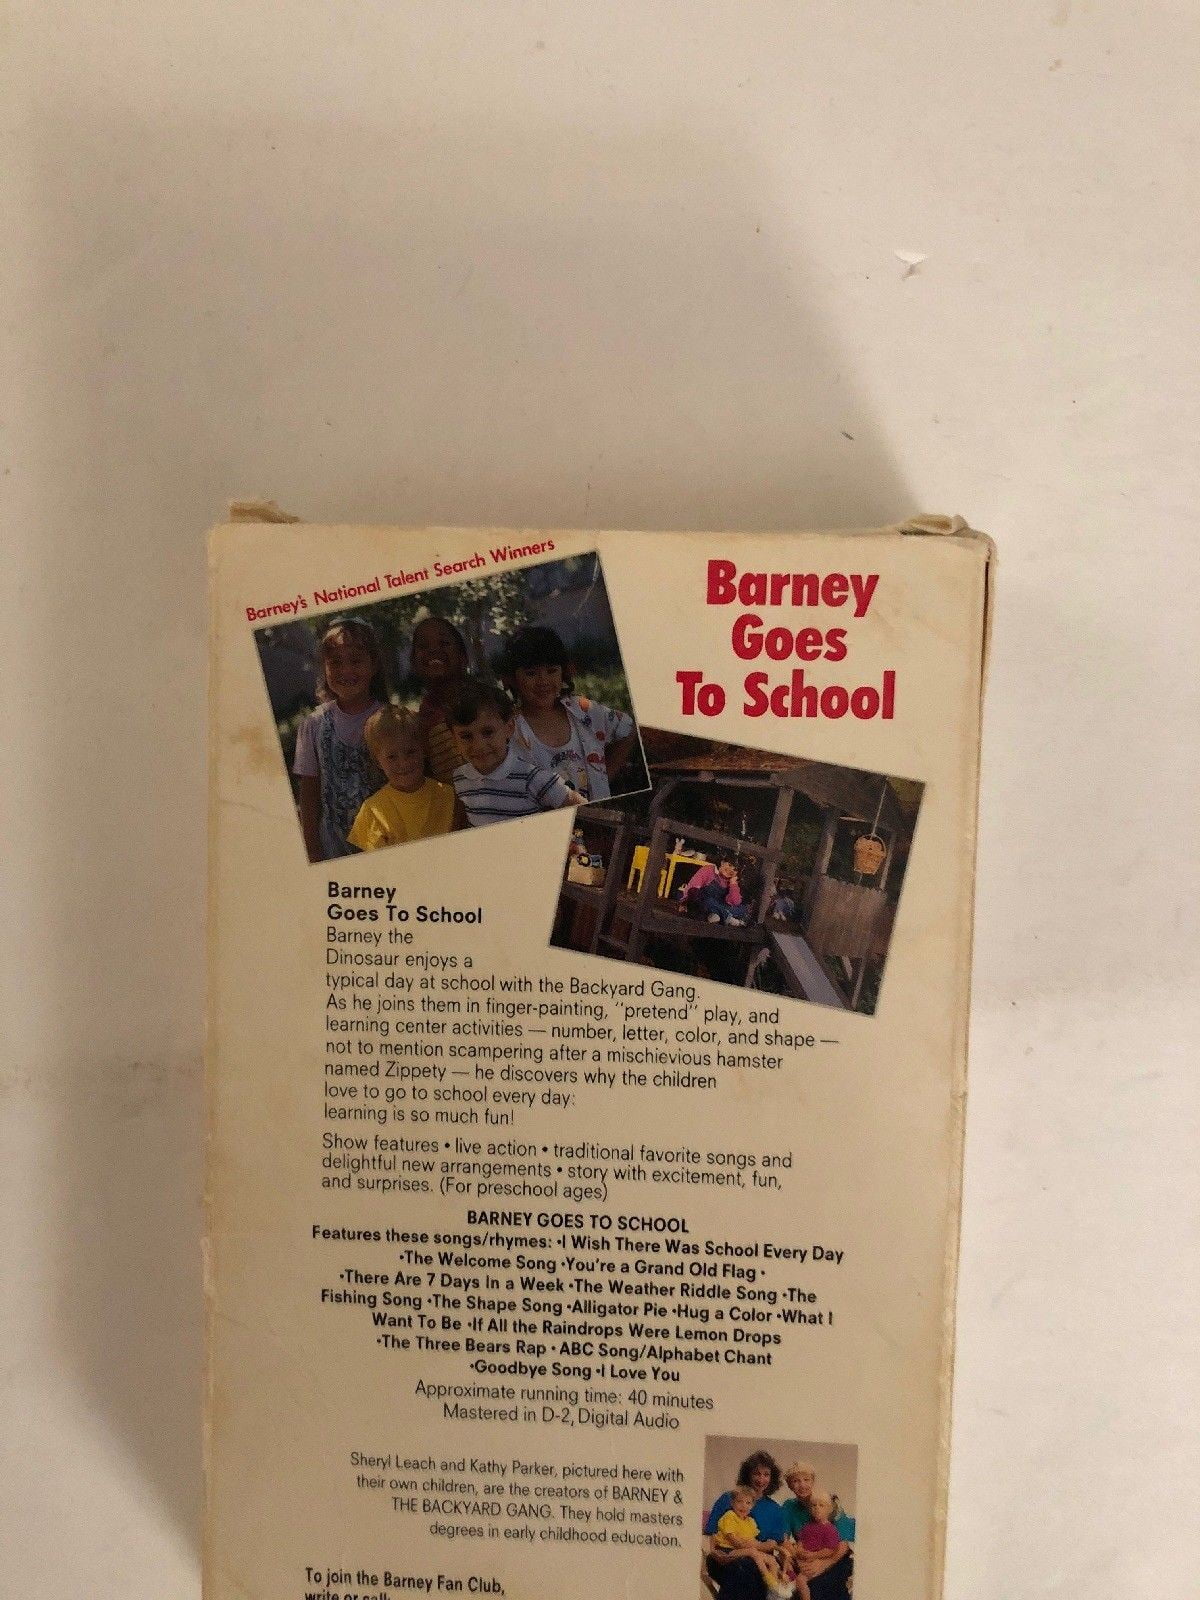 Barney's National Talent Search Winners
Barney
Goes
To School
Barney
Goes To School
Barney the
Dinosaur enjoys a
typical day at school with the Backyard Gang.
As he joins them in finger-painting, "pretend" play, and
learning center activities — number, letter, color, and shape —
not to mention scampering after a mischievious hamster
named Zippety — he discovers why the children
love to go to school every day:
learning is so much fun!
Show features • live action • traditional favorite songs and
delightful new arrangements • story with excitement, fun,
and surprises. (For preschool ages)
BARNEY GOES TO SCHOOL
Features these songs/rhymes: •I Wish There Was School Every Day
•The Welcome Song •You're a Grand Old Flag •
•There Are 7 Days In a Week •The Weather Riddle Song •The
Fishing Song •The Shape Song •Alligator Pie •Hug a Color •What I
Want To Be •If All the Raindrops Were Lemon Drops
•The Three Bears Rap • ABC Song/Alphabet Chant
•Goodbye Song •I Love You
Approximate running time: 40 minutes
Mastered in D-2, Digital Audio
Sheryl Leach and Kathy Parker, pictured here with
their own children, are the creators of BARNEY &
THE BACKYARD GANG. They hold masters
degrees in early childhood education.
To join the Barney Fan Club,
write or call: